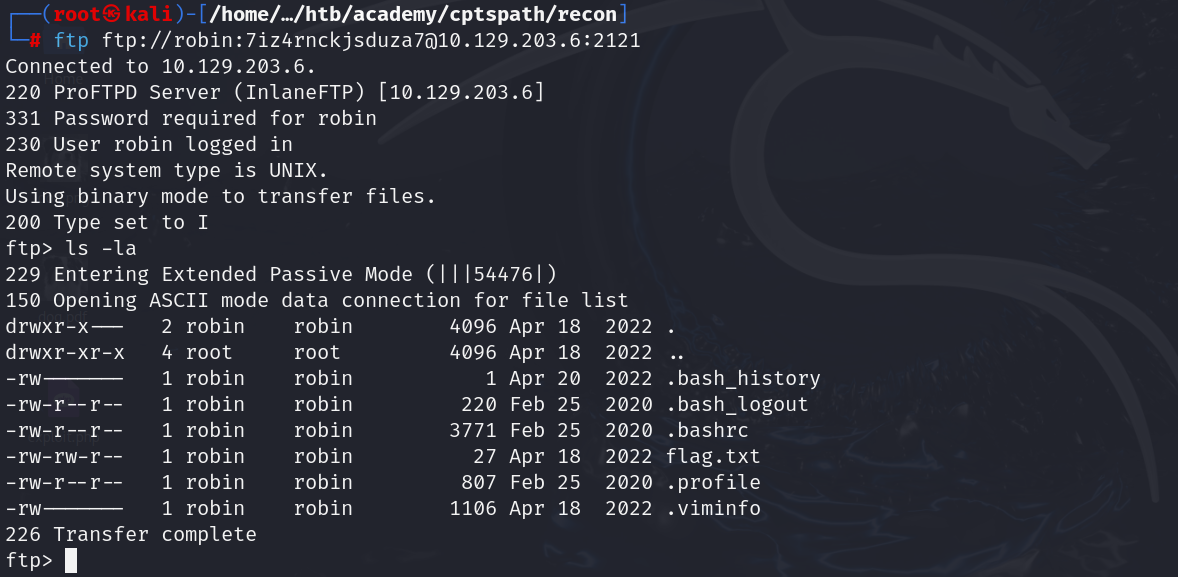 ┌──(root㉿kali)-[/home/…/htb/academy/cptspath/recon]
└─# ftp ftp://robin:7iz4rnckjsduza7@10.129.203.6:2121
Connected to 10.129.203.6.
220 ProFTPD Server (InlaneFTP) [10.129.203.6]
331 Password required for robin
230 User robin logged in
Remote system type is UNIX.
Using binary mode to transfer files.
200 Type set to I
ftp> ls -la
229 Entering Extended Passive Mode (|||54476|)
150 Opening ASCII mode data connection for file list
drwxr-x---   2 robin    robin        4096 Apr 18  2022 .
drwxr-xr-x   4 root     root         4096 Apr 18  2022 ..
-rw-------   1 robin    robin           1 Apr 20  2022 .bash_history
-rw-r--r--   1 robin    robin         220 Feb 25  2020 .bash_logout
-rw-r--r--   1 robin    robin        3771 Feb 25  2020 .bashrc
-rw-rw-r--   1 robin    robin          27 Apr 18  2022 flag.txt
-rw-r--r--   1 robin    robin         807 Feb 25  2020 .profile
-rw-------   1 robin    robin        1106 Apr 18  2022 .viminfo
226 Transfer complete
ftp>